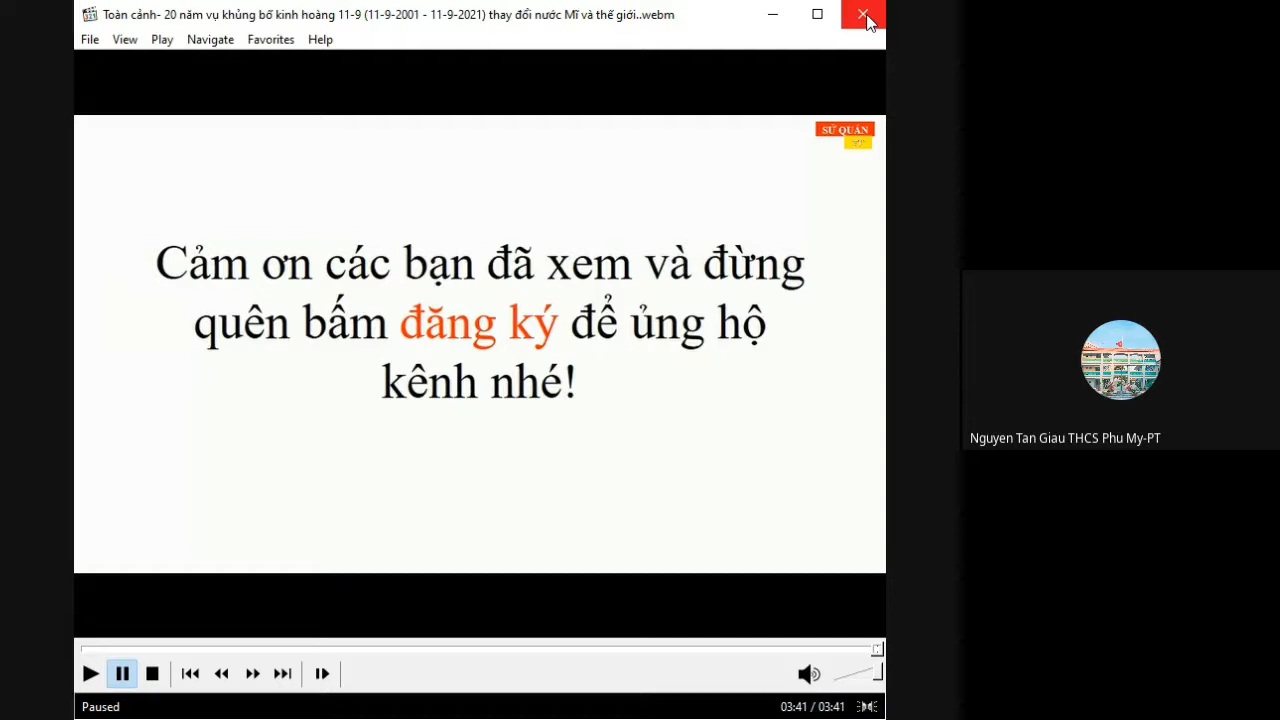 Toàn cảnh- 20 năm vụ khủng bố kinh hoàng 11-9 (11-9-2001 - 11-9-2021) thay đổi nước Mĩ và thế giới..webm
File View Play Navigate Favorites Help
SỬ QUÁN
Cảm ơn các bạn đã xem và đừng
quên bấm đăng ký để ủng hộ
kênh nhé!
Nguyen Tan Giau THCS Phu My-PT
Paused
03:41 / 03:41